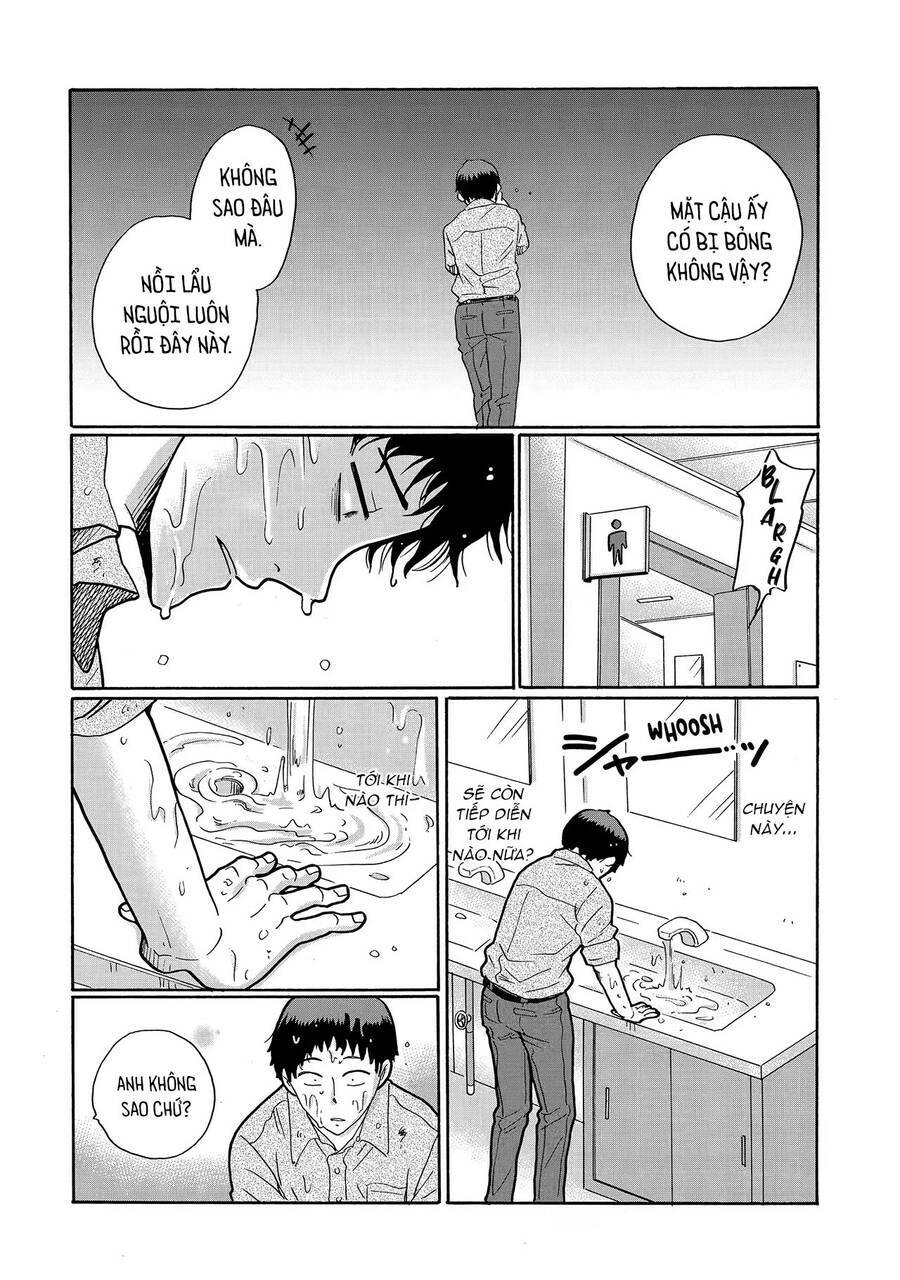 MẶT CẬU ẤY
CÓ BỊ BỎNG
KHÔNG VẬY?
KHÔNG
SAO ĐÂU
MÀ.
NỒI LẨU
NGUỘI LUÔN
RỒI ĐÂY NÀY.
BLARGH
WHOOSH
シャーッ
CHUYỆN
NÀY...
SẼ CÒN
TIẾP DIỄN
TỚI KHI
NÀO NỮA?
TỚI KHI
NÀO THÌ-
ANH KHÔNG
SAO CHỨ?